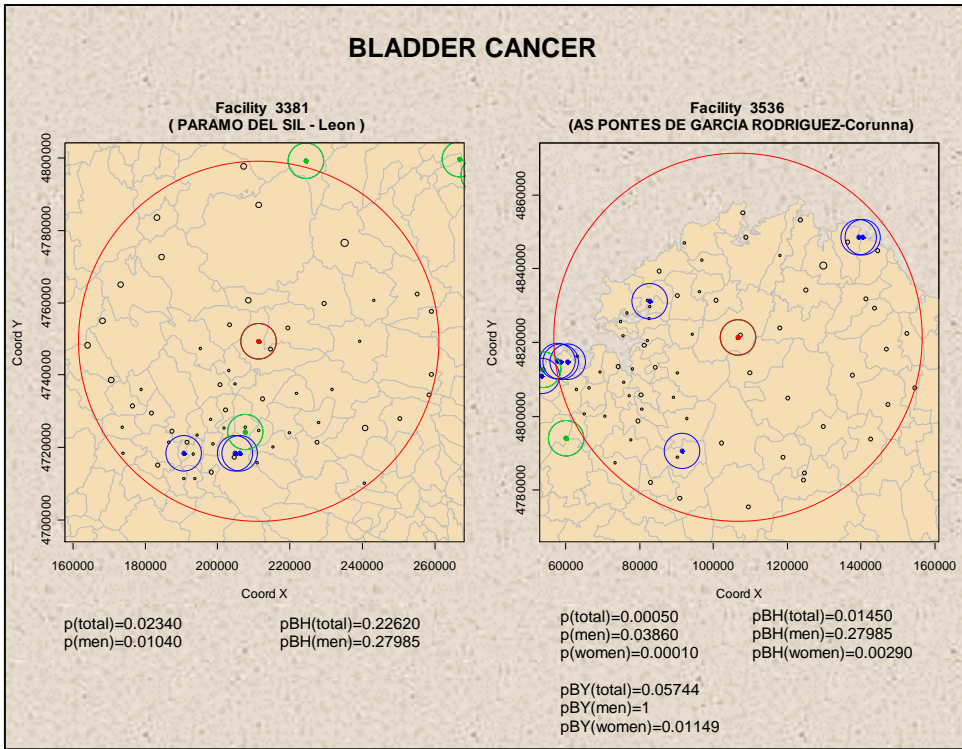 BLADDER CANCER
Facility 3381
( PARAMO DEL SIL - Leon )
4800000
4780000
4760000
4740000
4720000
4700000
Coord Y
160000 180000 200000 220000 240000 260000
Coord X
p(total)=0.02340 pBH(total)=0.22620
p(men)=0.01040 pBH(men)=0.27985
Facility 3536
(AS PONTES DE GARCIA RODRIGUEZ-Corunna)
4860000
4840000
4820000
4800000
4780000
Coord Y
60000 80000 100000 120000 140000 160000
Coord X
p(total)=0.00050 pBH(total)=0.01450
p(men)=0.03860 pBH(men)=0.27985
p(women)=0.00010 pBH(women)=0.00290
pBY(total)=0.05744
pBY(men)=1
pBY(women)=0.01149